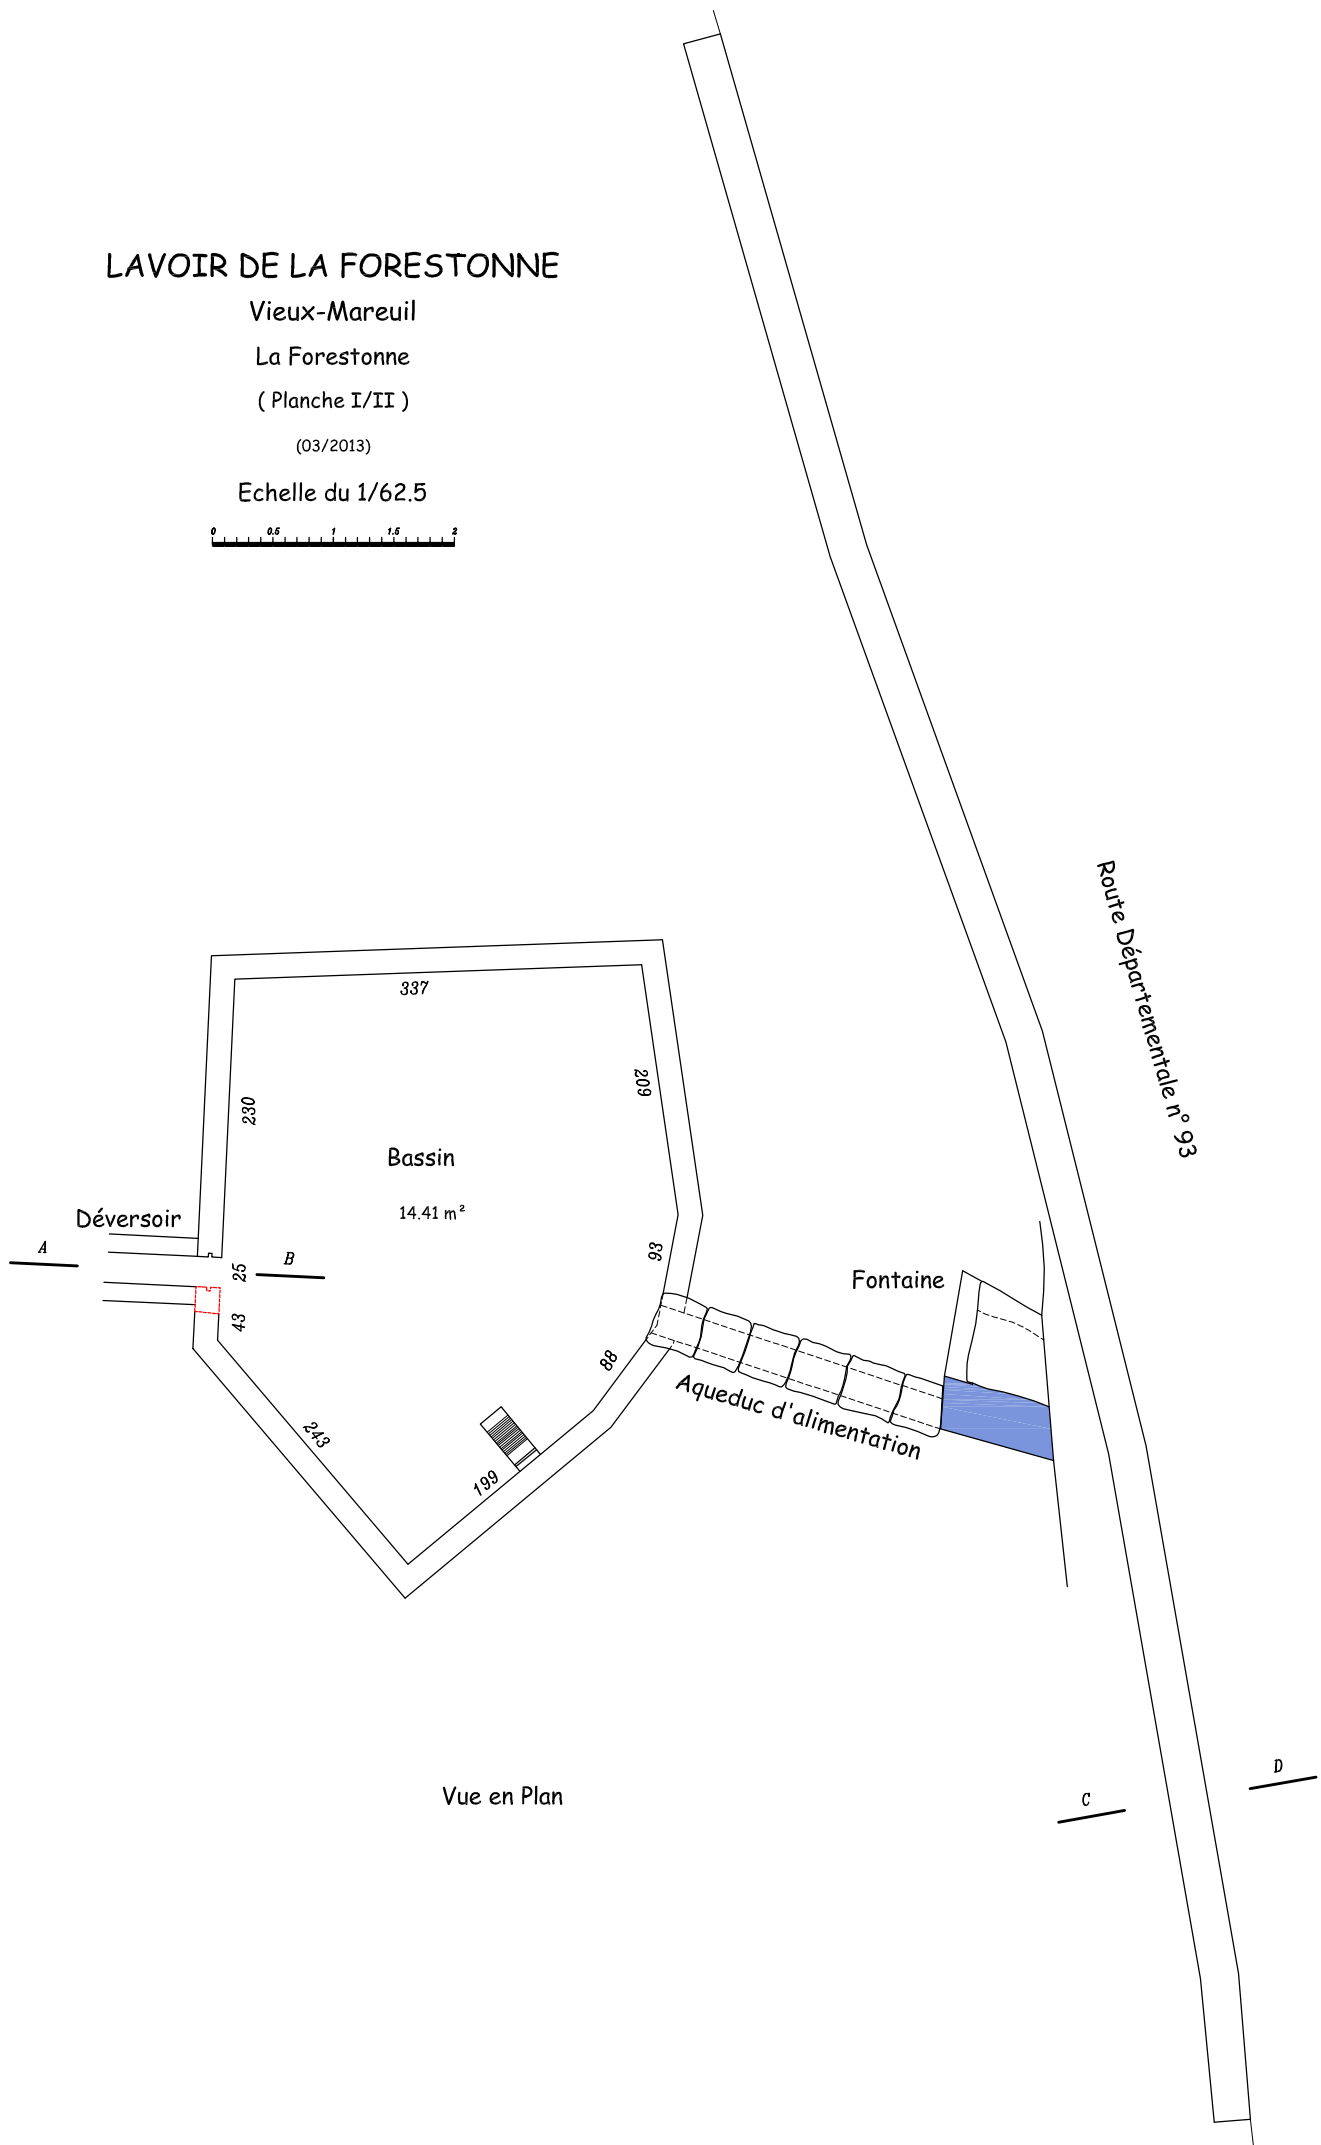 LAVOIR DE LA FORESTONNE
Vieux-Mareuil
La Forestonne
( Planche I/II )
(03/2013)
Echelle du 1/62.5
0 0.5 1 1.5 2
Route Départementale n° 93
337
209
230
Bassin
14.41 m²
Déversoir
A
B
25
93
Fontaine
43
88
Aqueduc d'alimentation
243
199
Vue en Plan
C
D